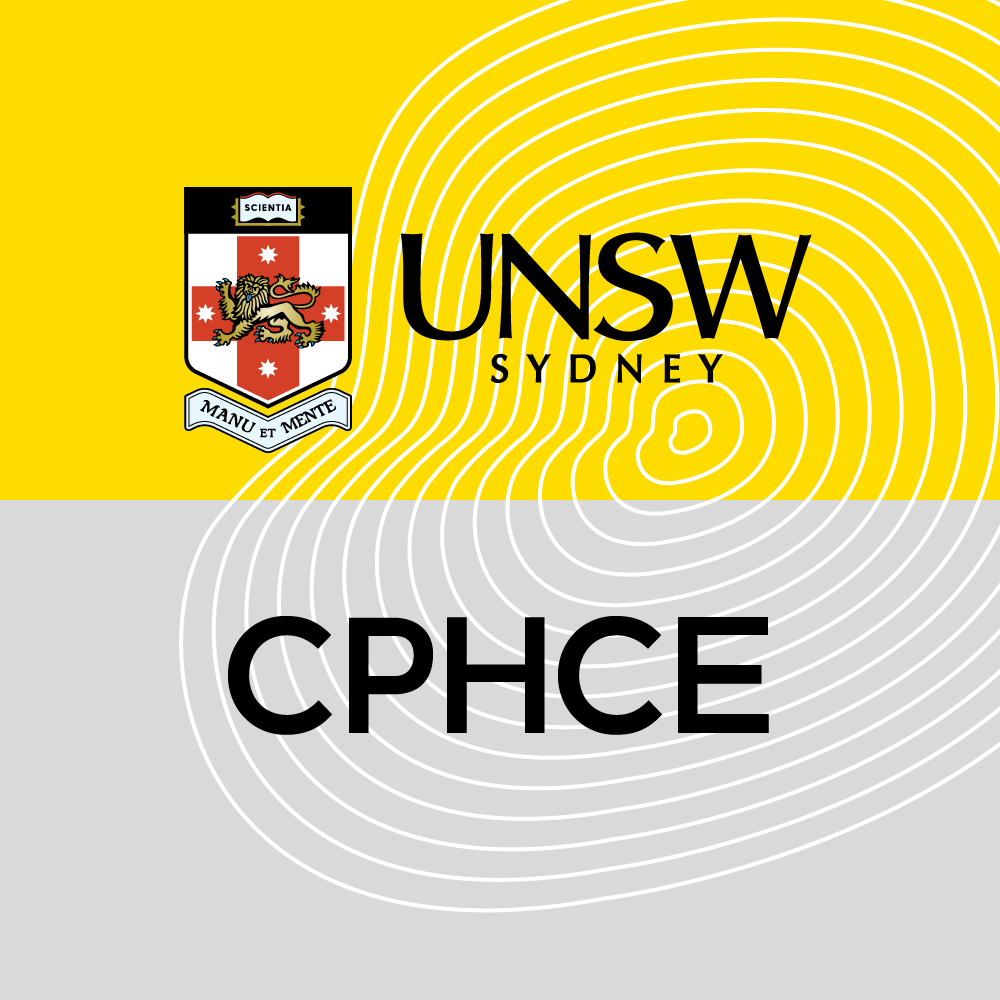 SCIENTIA
MANU ET MENTE
UNSW
SYDNEY
CPHCE